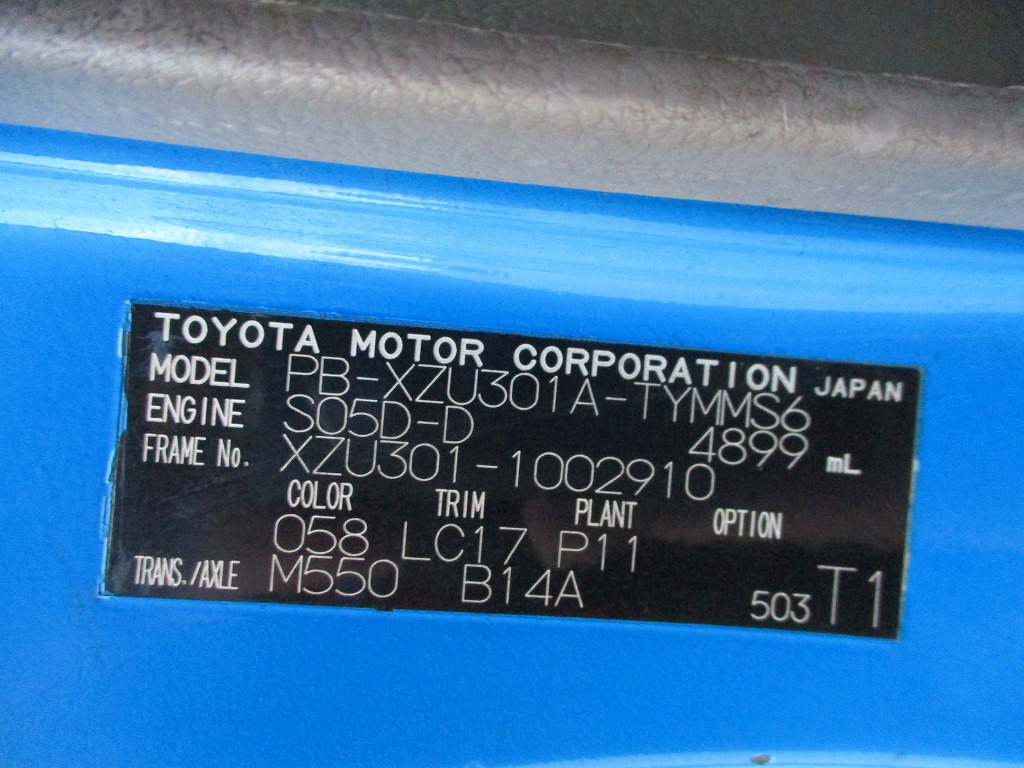 TOYOTA MOTOR CORPORATION JAPAN
MODEL PB-XZU301A-TYMMS6
ENGINE S05D-D 4899 mL
FRAME No. XZU301-1002910
COLOR TRIM PLANT OPTION
058 LC17 P11
TRANS./AXLE M550 B14A 503 T1